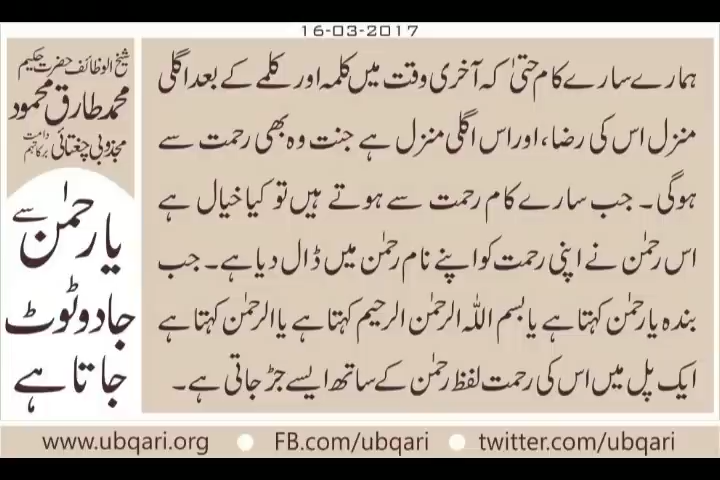 16-03-2017
شیخ الوظائف حضرت حکیم
محمد طارق محمود
مجذوبی چغتائی دامت برکاتہم
یارحمٰن سے
جادو ٹوٹ
جاتا ہے
ہمارے سارے کام حتیٰ کہ آخری وقت میں کلمہ اور کلمے کے بعد اگلی
منزل اس کی رضا، اور اس اگلی منزل ہے جنت وہ بھی رحمت سے
ہوگی۔ جب سارے کام رحمت سے ہوتے ہیں تو کیا خیال ہے
اس رحمٰن نے اپنی رحمت کو اپنے نام رحمٰن میں ڈال دیا ہے۔ جب
بندہ یارحمٰن کہتا ہے یا بسم اللہ الرحمٰن الرحیم کہتا ہے یا الرحمٰن کہتا ہے
ایک پل میں اس کی رحمت لفظ رحمٰن کے ساتھ ایسے جڑ جاتی ہے۔
www.ubqari.org FB.com/ubqari twitter.com/ubqari